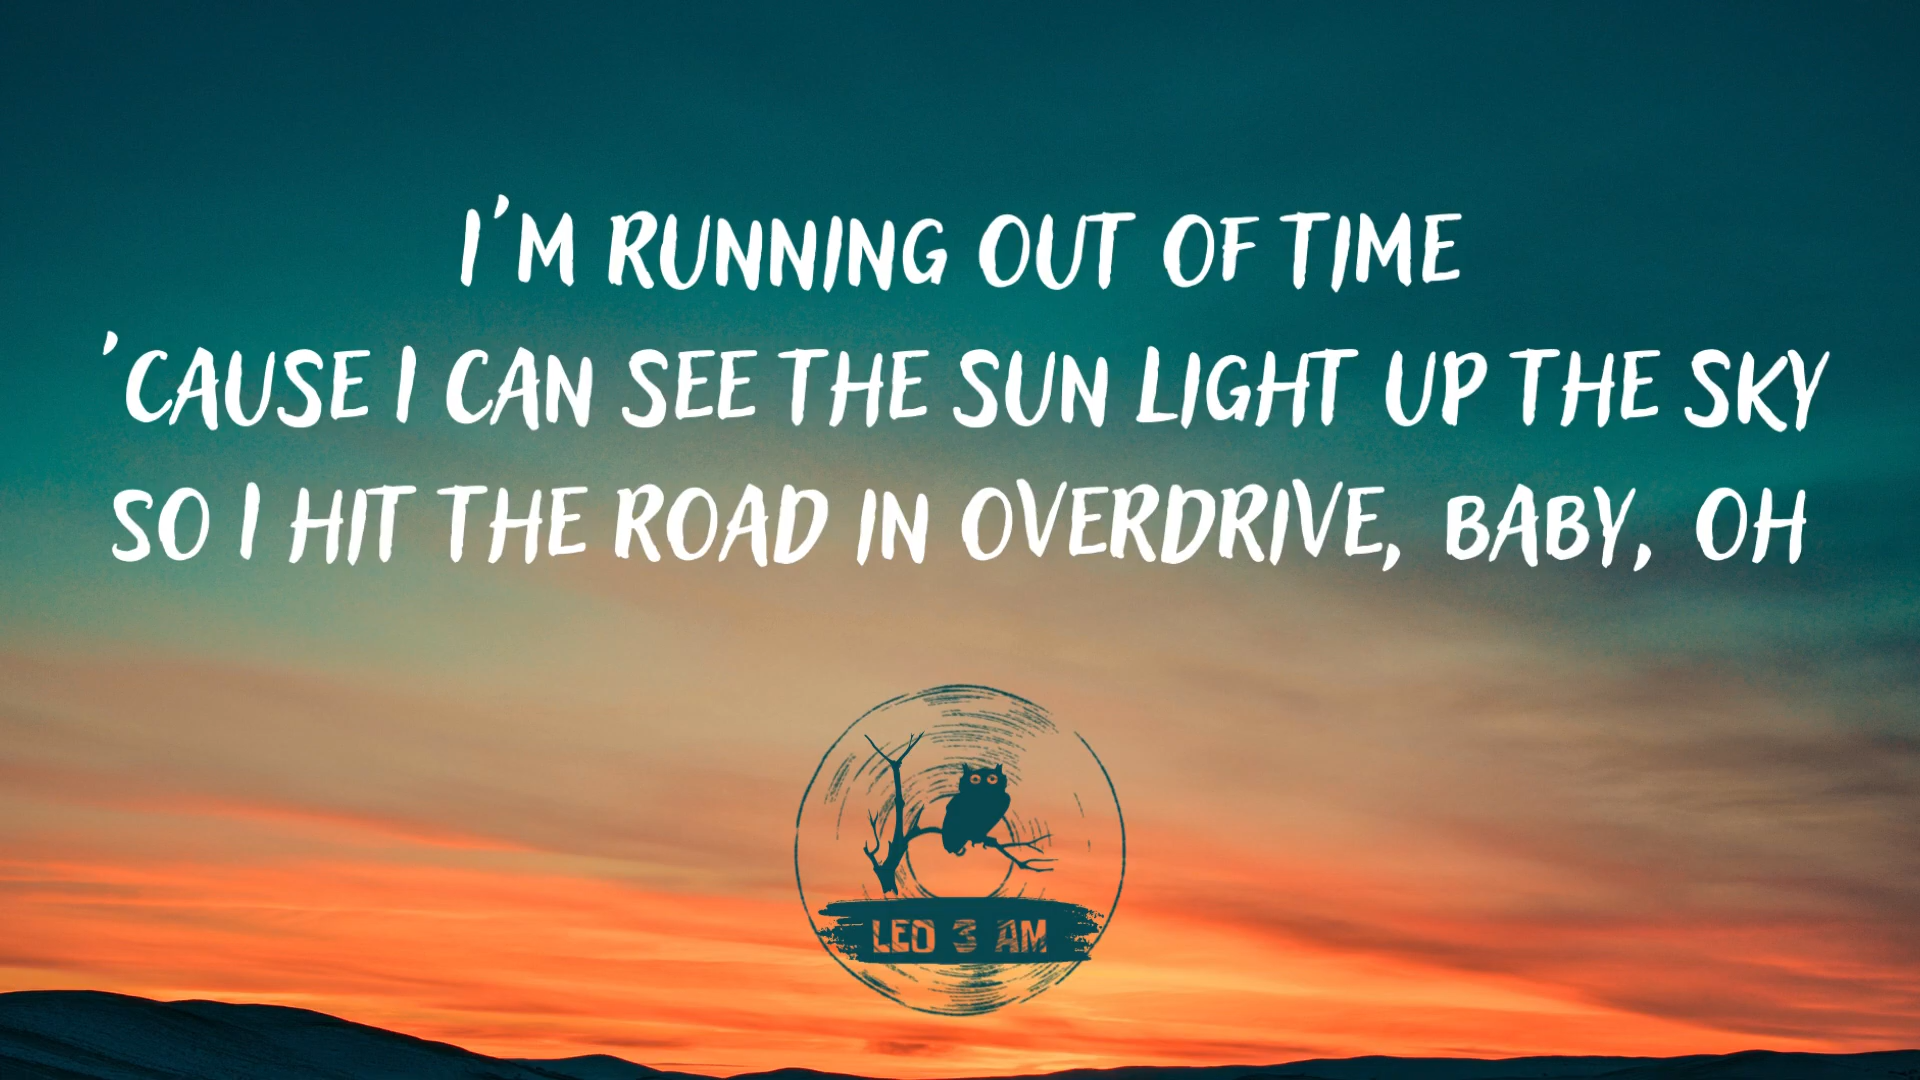 I'M RUNNING OUT OF TIME
'CAUSE I CAN SEE THE SUN LIGHT UP THE SKY
SO I HIT THE ROAD IN OVERDRIVE, BABY, OH
LEO 3 AM